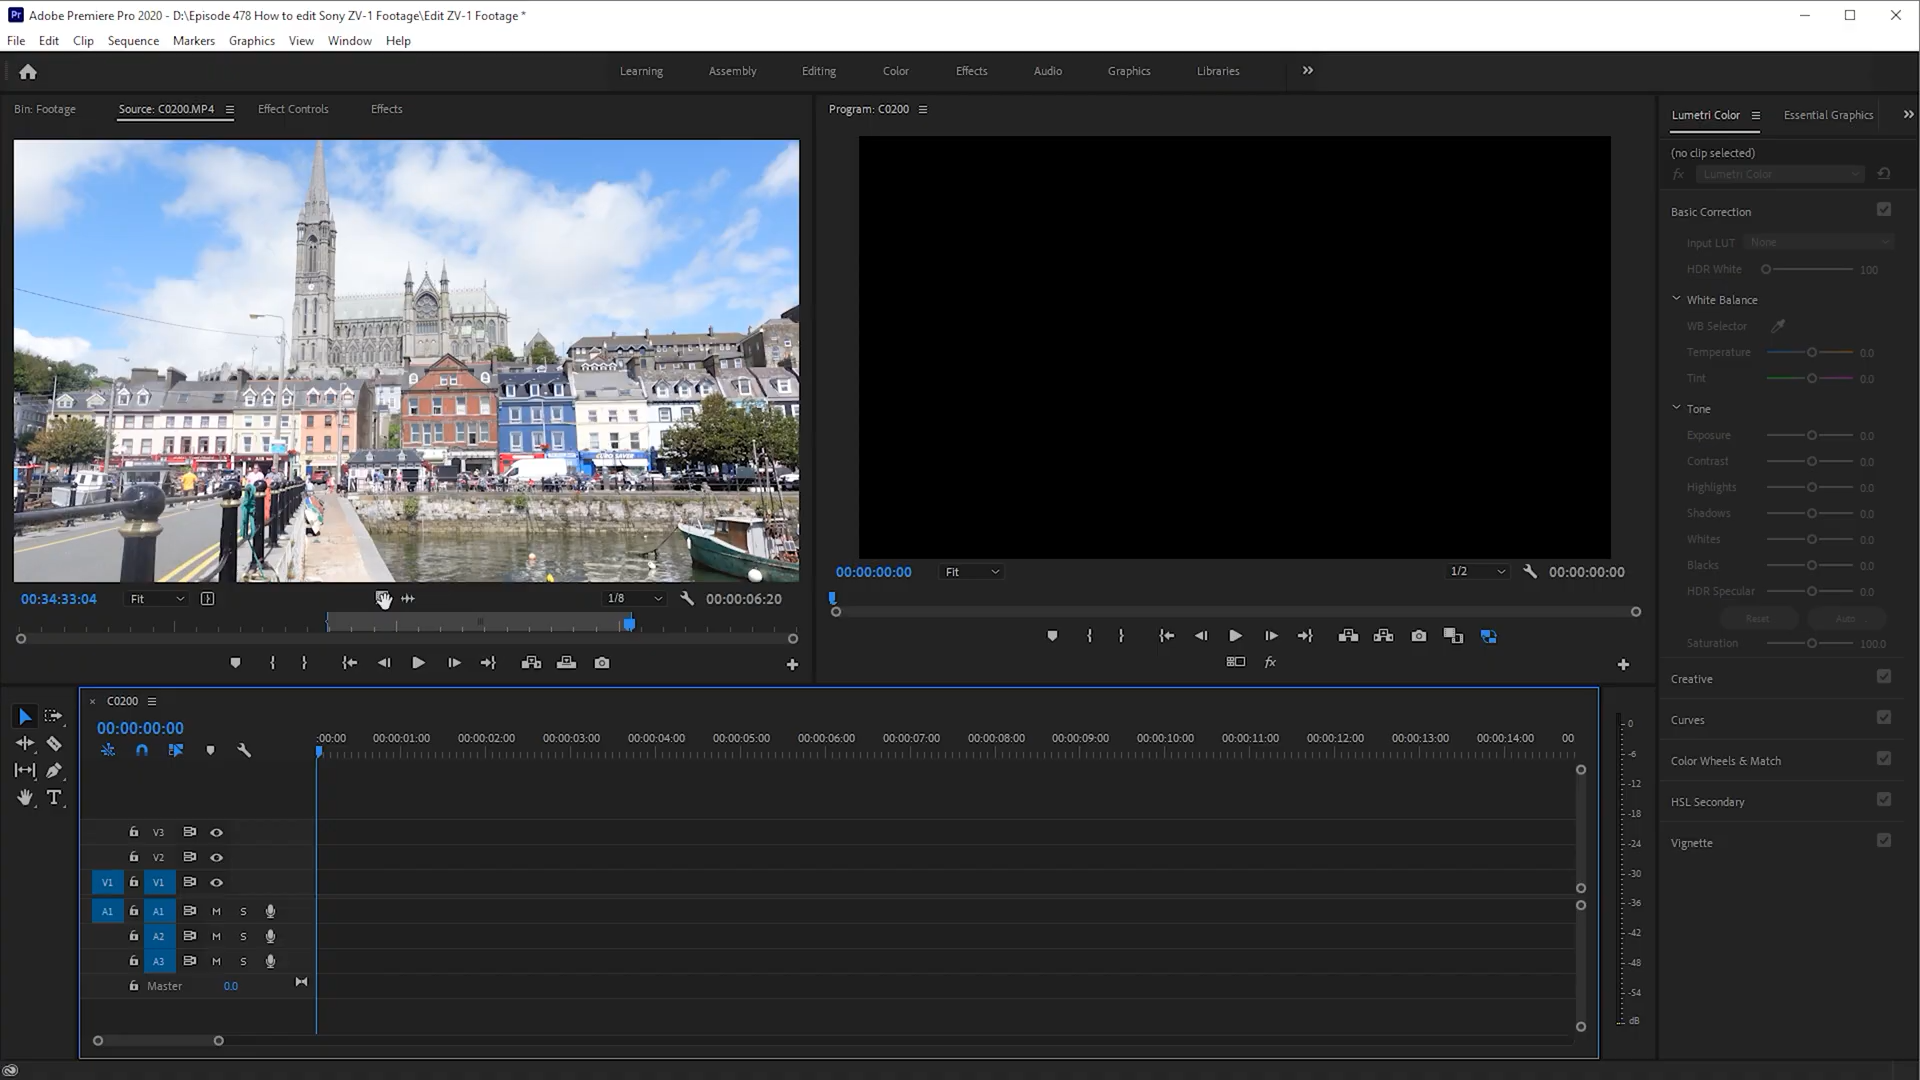 Adobe Premiere Pro 2020 - D:\Episode 478 How to edit Sony ZV-1 Footage\Edit ZV-1 Footage *
File Edit Clip Sequence Markers Graphics View Window Help
Learning Assembly Editing Color Effects Audio Graphics Libraries
Bin: Footage Source: C0200.MP4 Effect Controls Effects
Program: C0200
Lumetri Color Essential Graphics
(no clip selected)
fx Lumetri Color
Basic Correction
Input LUT None
HDR White 100
White Balance
WB Selector
Temperature 0.0
Tint 0.0
Tone
Exposure 0.0
Contrast 0.0
Highlights 0.0
Shadows 0.0
Whites 0.0
Blacks 0.0
HDR Specular 0.0
Reset Auto
Saturation 100.0
Creative
Curves
Color Wheels & Match
HSL Secondary
Vignette
EURO SAVER
00:34:33:04 Fit 1/8 00:00:06:20
00:00:00:00 Fit 1/2 00:00:00:00
fx
× C0200
00:00:00:00
:00:00 00:00:01:00 00:00:02:00 00:00:03:00 00:00:04:00 00:00:05:00 00:00:06:00 00:00:07:00 00:00:08:00 00:00:09:00 00:00:10:00 00:00:11:00 00:00:12:00 00:00:13:00 00:00:14:00 00
V3
V2
V1 V1
A1 A1 M S
A2 M S
A3 M S
Master 0.0
0
-6
-12
-18
-24
-30
-36
-42
-48
-54
dB